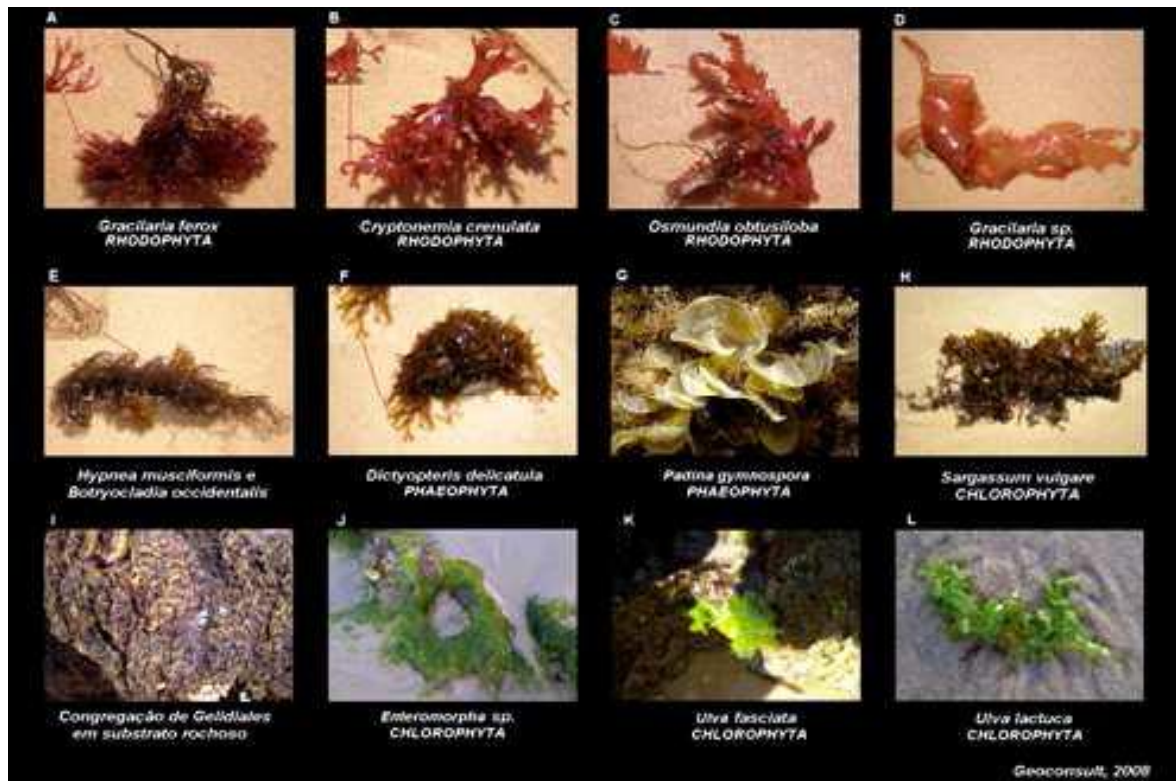 A
B
C
D
Gracilaria ferox
RHODOPHYTA
Cryptonemia crenulata
RHODOPHYTA
Osmundia obtusiloba
RHODOPHYTA
Gracilaria sp.
RHODOPHYTA
E
F
G
H
Hypnea musciformis e
Botryocladia occidentalis
Dictyopteris delicatula
PHAEOPHYTA
Padina gymnospora
PHAEOPHYTA
Sargassum vulgare
CHLOROPHYTA
I
J
K
L
Congregação de Gelidiales
em substrato rochoso
Enteromorpha sp.
CHLOROPHYTA
Ulva fasciata
CHLOROPHYTA
Ulva lactuca
CHLOROPHYTA
Geoconsult, 2008